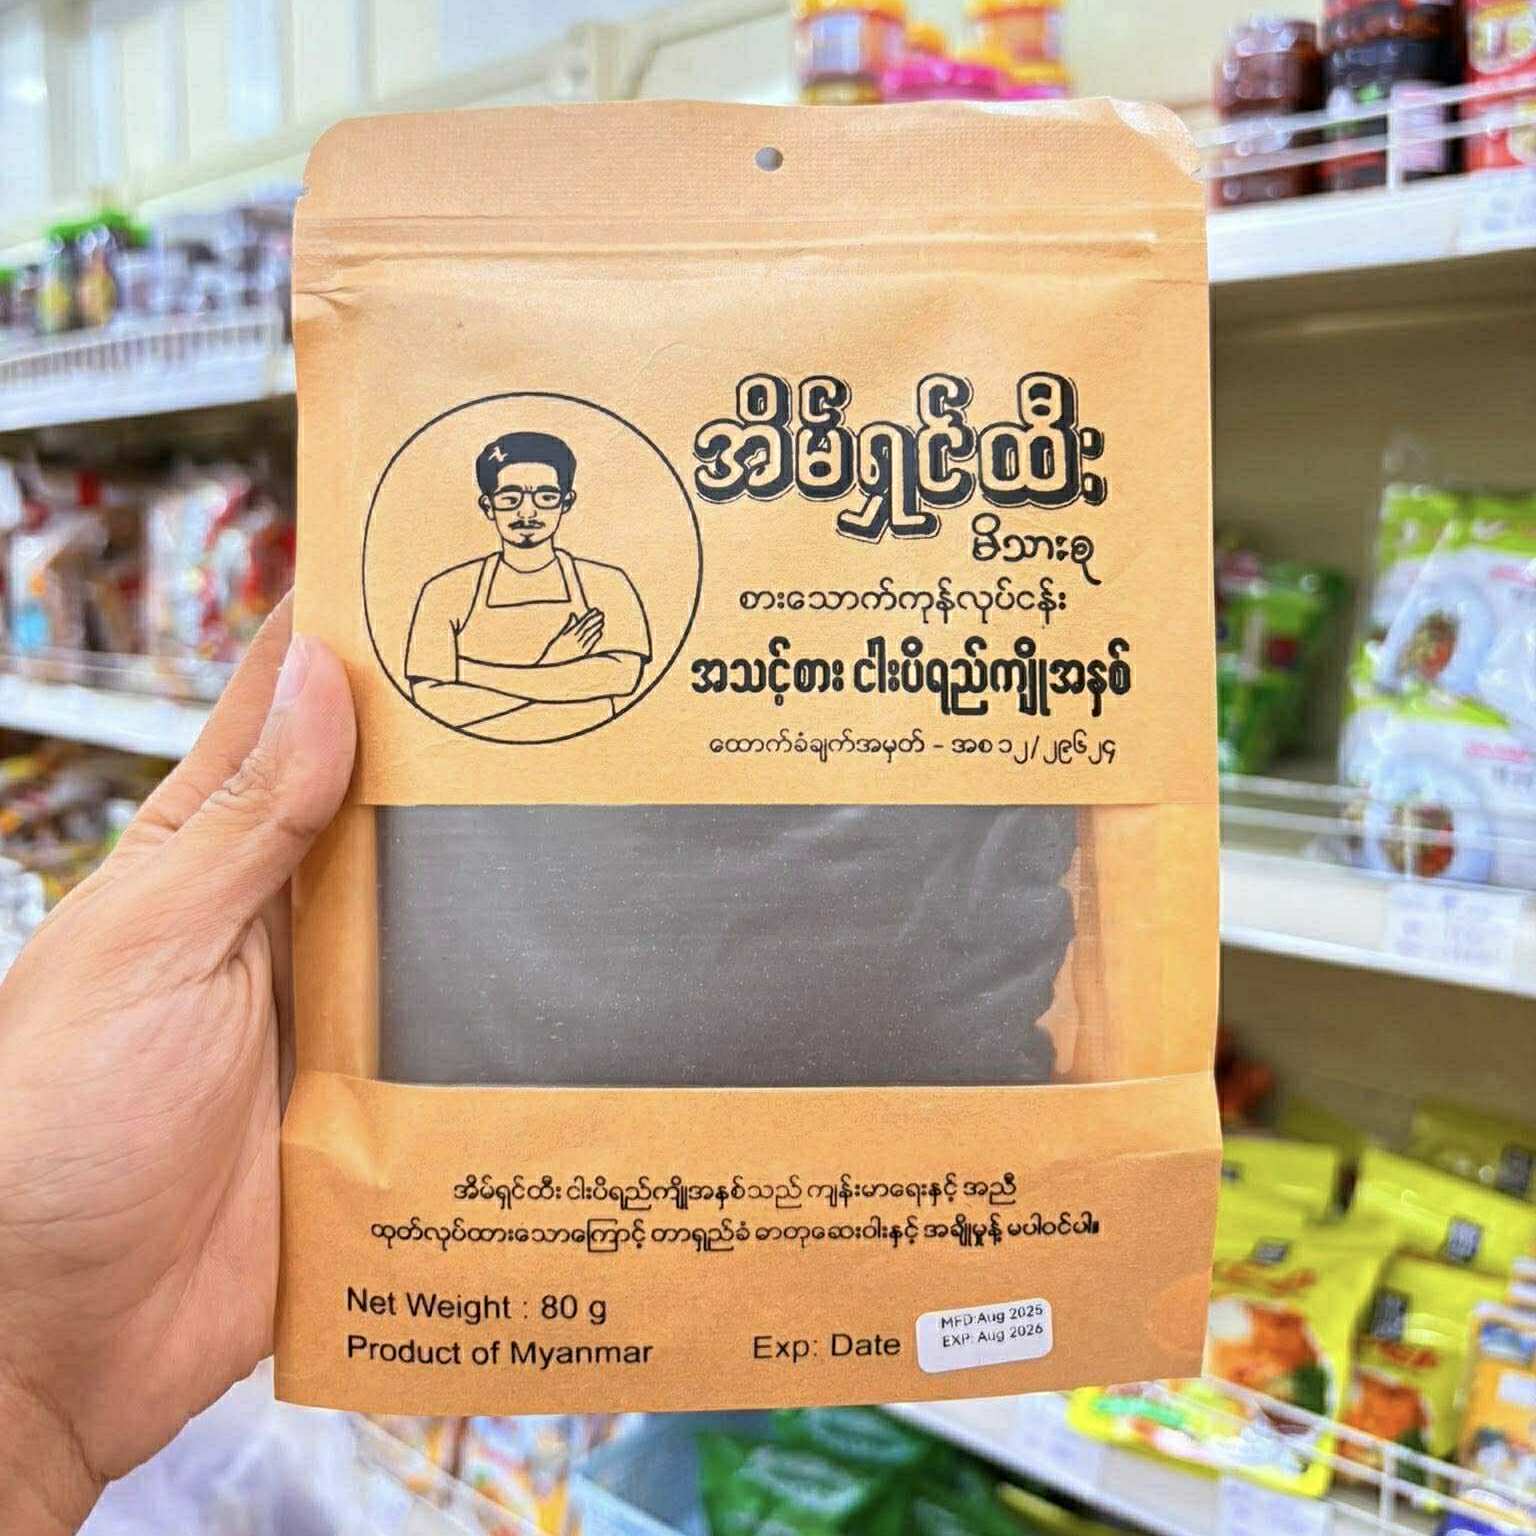 အိမ်ရှင်ထီး
မိသားစု
စားသောက်ကုန်လုပ်ငန်း
အသင့်စား ငါးပိရည်ကျိုအနှစ်
ထောက်ခံချက်အမှတ် - အစ ၁၂/၂၉၆၂၄
အိမ်ရှင်ထီး ငါးပိရည်ကျိုအနှစ်သည် ကျန်းမာရေးနှင့် အညီ
ထုတ်လုပ်ထားသောကြောင့် တာရှည်ခံ ဓာတုဆေးဝါးနှင့် အချိုမှုန့် မပါဝင်ပါ။
Net Weight : 80 g
Product of Myanmar
Exp: Date
MFD:Aug 2025
EXP: Aug 2026